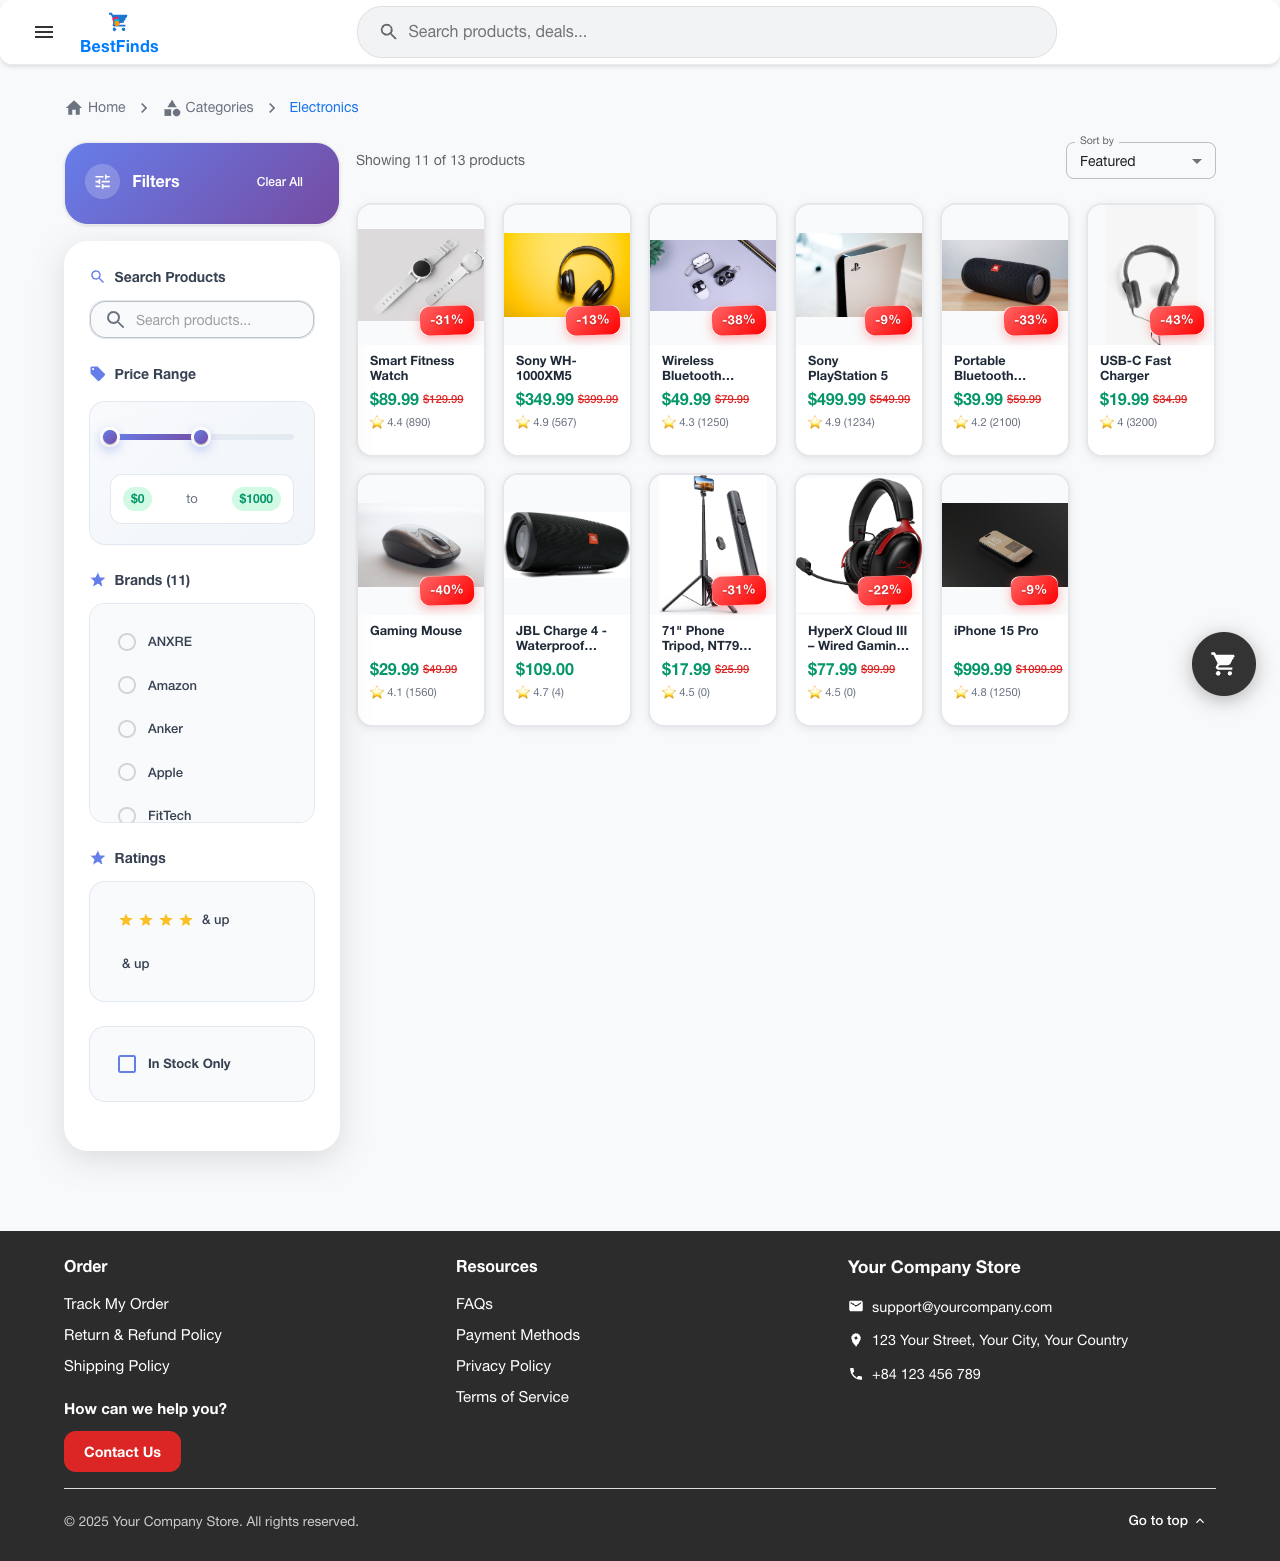 BestFinds
Search products, deals...
Home
Categories
Electronics
Filters
Clear All
Showing 11 of 13 products
Sort by
Featured
Search Products
Search products...
Price Range
$0
to
$1000
Brands (11)
ANXRE
Amazon
Anker
Apple
FitTech
Ratings
& up
& up
In Stock Only
-31%
Smart Fitness
Watch
$89.99 $129.99
4.4 (890)
-13%
Sony WH-
1000XM5
$349.99 $399.99
4.9 (567)
-38%
Wireless
Bluetooth...
$49.99 $79.99
4.3 (1250)
-9%
Sony
PlayStation 5
$499.99 $549.99
4.9 (1234)
-33%
Portable
Bluetooth...
$39.99 $59.99
4.2 (2100)
-43%
USB-C Fast
Charger
$19.99 $34.99
4 (3200)
-40%
Gaming Mouse
$29.99 $49.99
4.1 (1560)
JBL Charge 4 -
Waterproof...
$109.00
4.7 (4)
-31%
71" Phone
Tripod, NT79...
$17.99 $25.99
4.5 (0)
-22%
HyperX Cloud III
– Wired Gamin...
$77.99 $99.99
4.5 (0)
-9%
iPhone 15 Pro
$999.99 $1099.99
4.8 (1250)
Order
Track My Order
Return & Refund Policy
Shipping Policy
How can we help you?
Contact Us
Resources
FAQs
Payment Methods
Privacy Policy
Terms of Service
Your Company Store
support@yourcompany.com
123 Your Street, Your City, Your Country
+84 123 456 789
© 2025 Your Company Store. All rights reserved.
Go to top